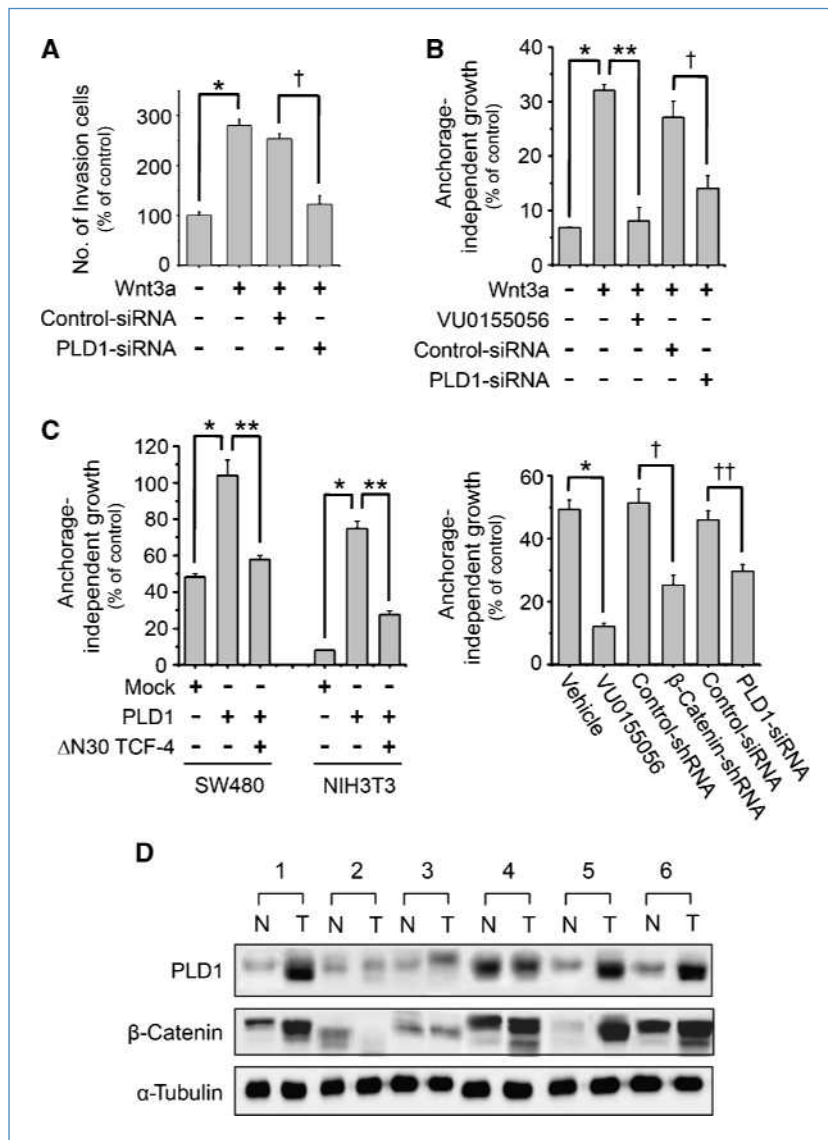 A
No. of Invasion cells
(% of control)
300
200
100
0
* †
Wnt3a - + + +
Control-siRNA - - + -
PLD1-siRNA - - - +
B
Anchorage-
independent growth
(% of control)
40
30
20
10
0
* ** †
Wnt3a - + + + +
VU0155056 - - + - -
Control-siRNA - - - + -
PLD1-siRNA - - - - +
C
Anchorage-
independent growth
(% of control)
120
100
80
60
40
20
0
* ** * **
Mock + - - + - -
PLD1 - + + - + +
ΔN30 TCF-4 - - + - - +
SW480 NIH3T3
Anchorage-
independent growth
(% of control)
60
40
20
0
* † ††
Vehicle
VU0155056
Control-shRNA
β-Catenin-shRNA
Control-siRNA
PLD1-siRNA
D
1 2 3 4 5 6
N T N T N T N T N T N T
PLD1
β-Catenin
α-Tubulin